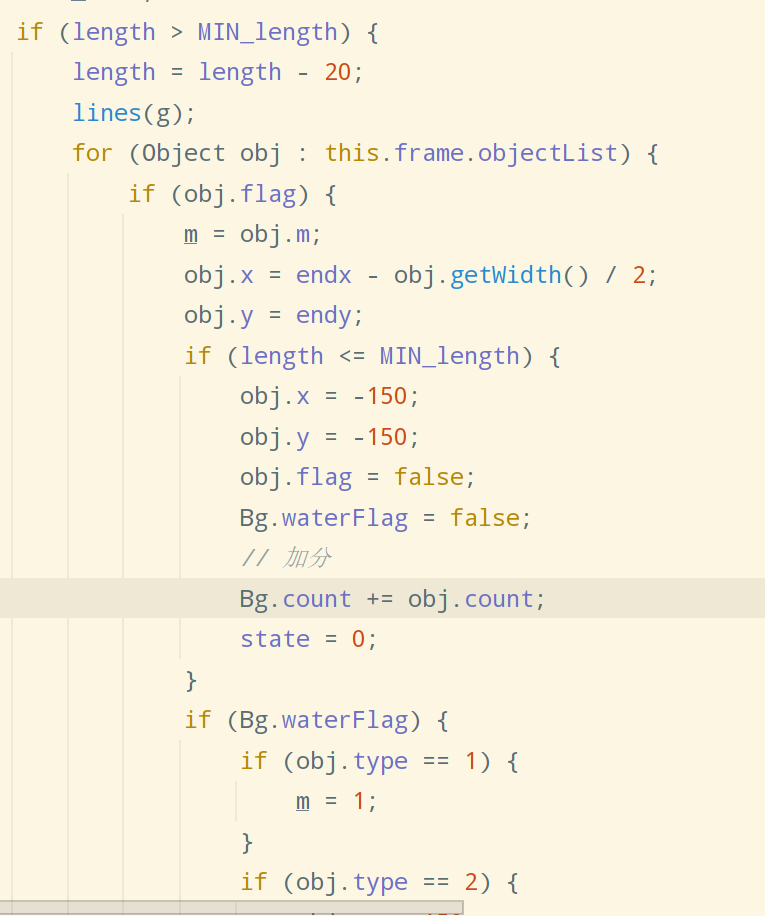 if (length > MIN_length) {
length = length - 20;
lines(g);
for (Object obj : this.frame.objectList) {
if (obj.flag) {
m = obj.m;
obj.x = endx - obj.getWidth() / 2;
obj.y = endy;
if (length <= MIN_length) {
obj.x = -150;
obj.y = -150;
obj.flag = false;
Bg.waterFlag = false;
// 加分
Bg.count += obj.count;
state = 0;
}
if (Bg.waterFlag) {
if (obj.type == 1) {
m = 1;
}
if (obj.type == 2) {